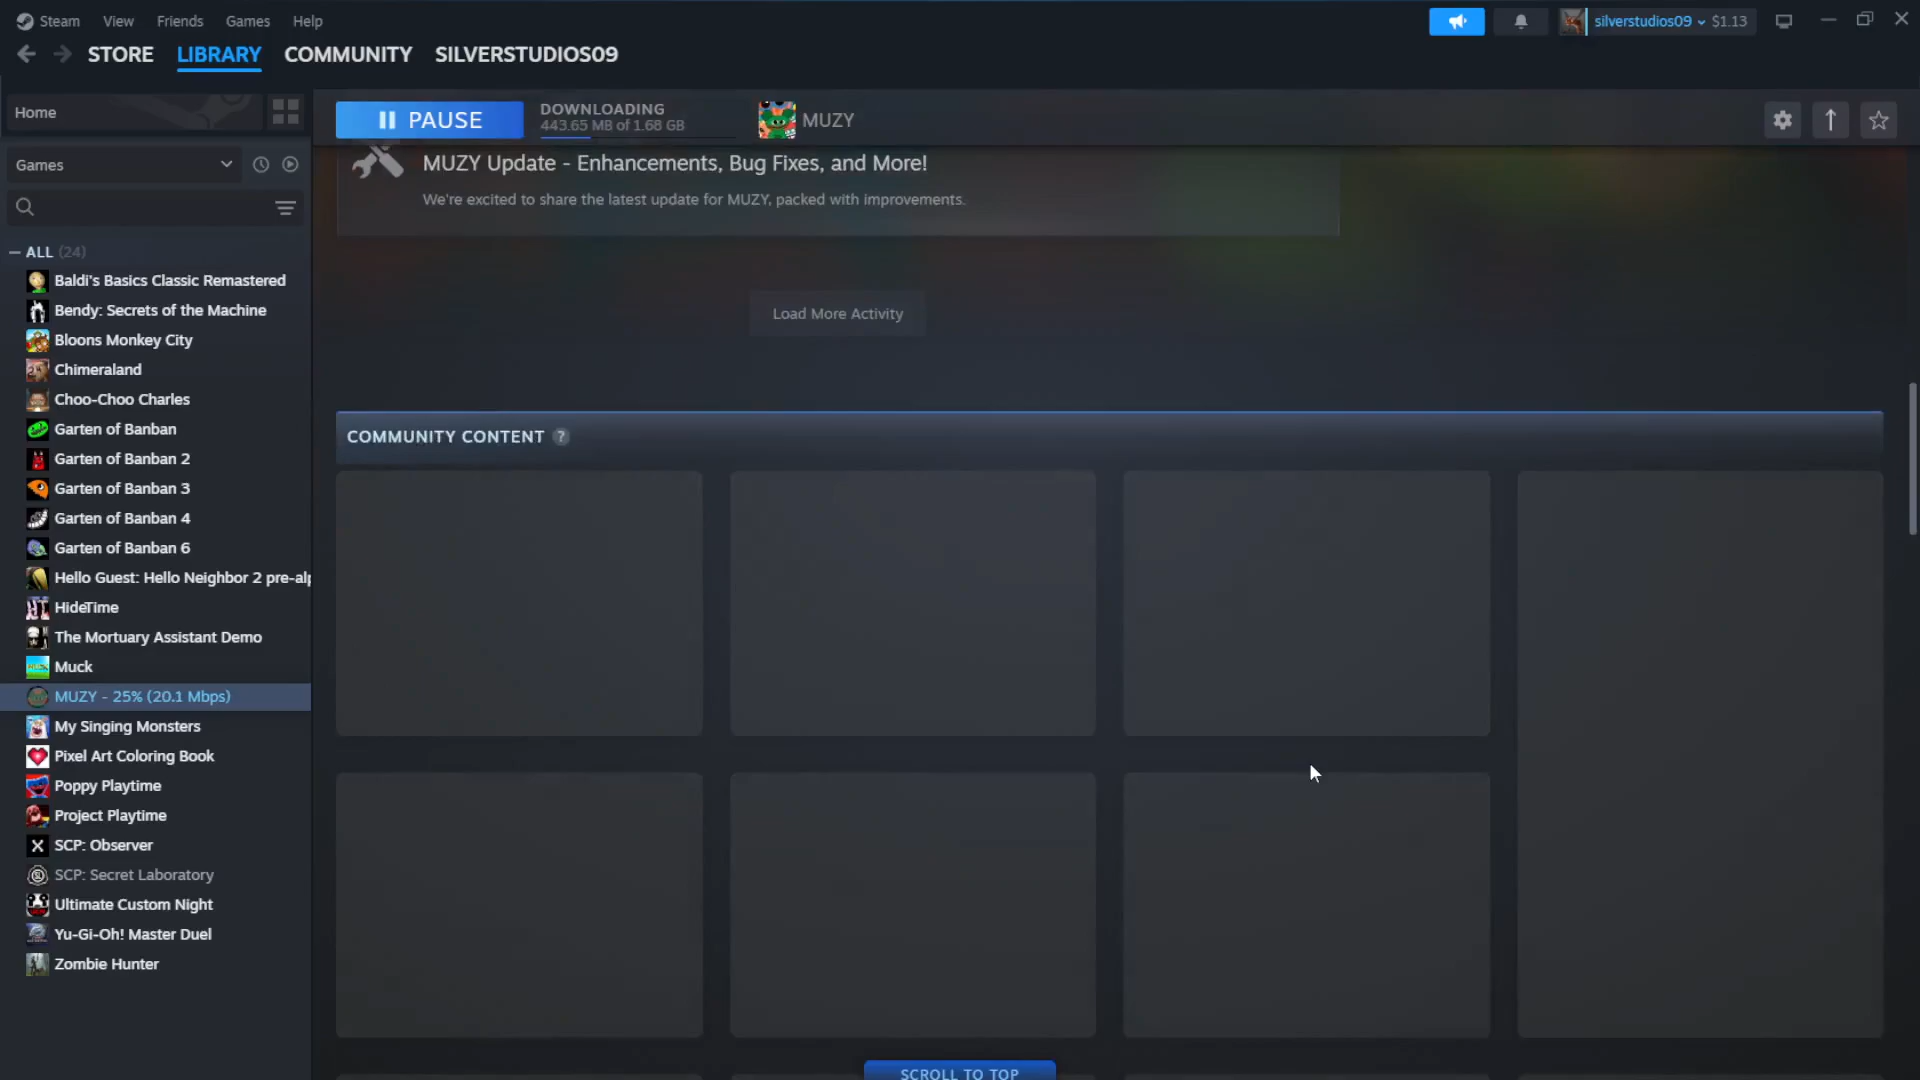 Steam View Friends Games Help
silverstudios09 $1.13
STORE LIBRARY COMMUNITY SILVERSTUDIOS09
Home
PAUSE
DOWNLOADING
443.65 MB of 1.68 GB
MUZY
Games
MUZY Update - Enhancements, Bug Fixes, and More!
We're excited to share the latest update for MUZY, packed with improvements.
Load More Activity
COMMUNITY CONTENT ?
ALL (24)
Baldi's Basics Classic Remastered
Bendy: Secrets of the Machine
Bloons Monkey City
Chimeraland
Choo-Choo Charles
Garten of Banban
Garten of Banban 2
Garten of Banban 3
Garten of Banban 4
Garten of Banban 6
Hello Guest: Hello Neighbor 2 pre-al
HideTime
The Mortuary Assistant Demo
Muck
MUZY - 25% (20.1 Mbps)
My Singing Monsters
Pixel Art Coloring Book
Poppy Playtime
Project Playtime
SCP: Observer
SCP: Secret Laboratory
Ultimate Custom Night
Yu-Gi-Oh! Master Duel
Zombie Hunter
SCROLL TO TOP